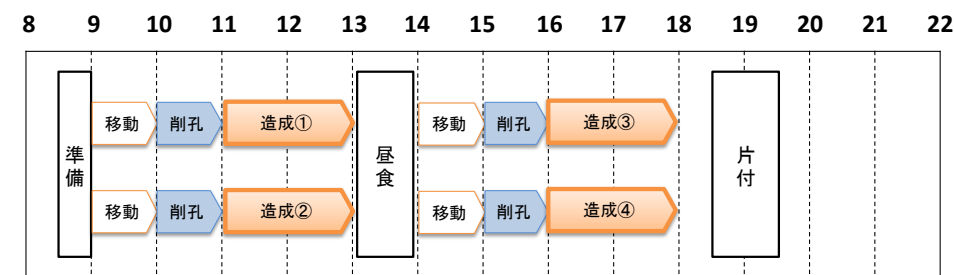 8 9 10 11 12 13 14 15 16 17 18 19 20 21 22
準備
移動 削孔 造成①
移動 削孔 造成②
昼食
移動 削孔 造成③
移動 削孔 造成④
片付